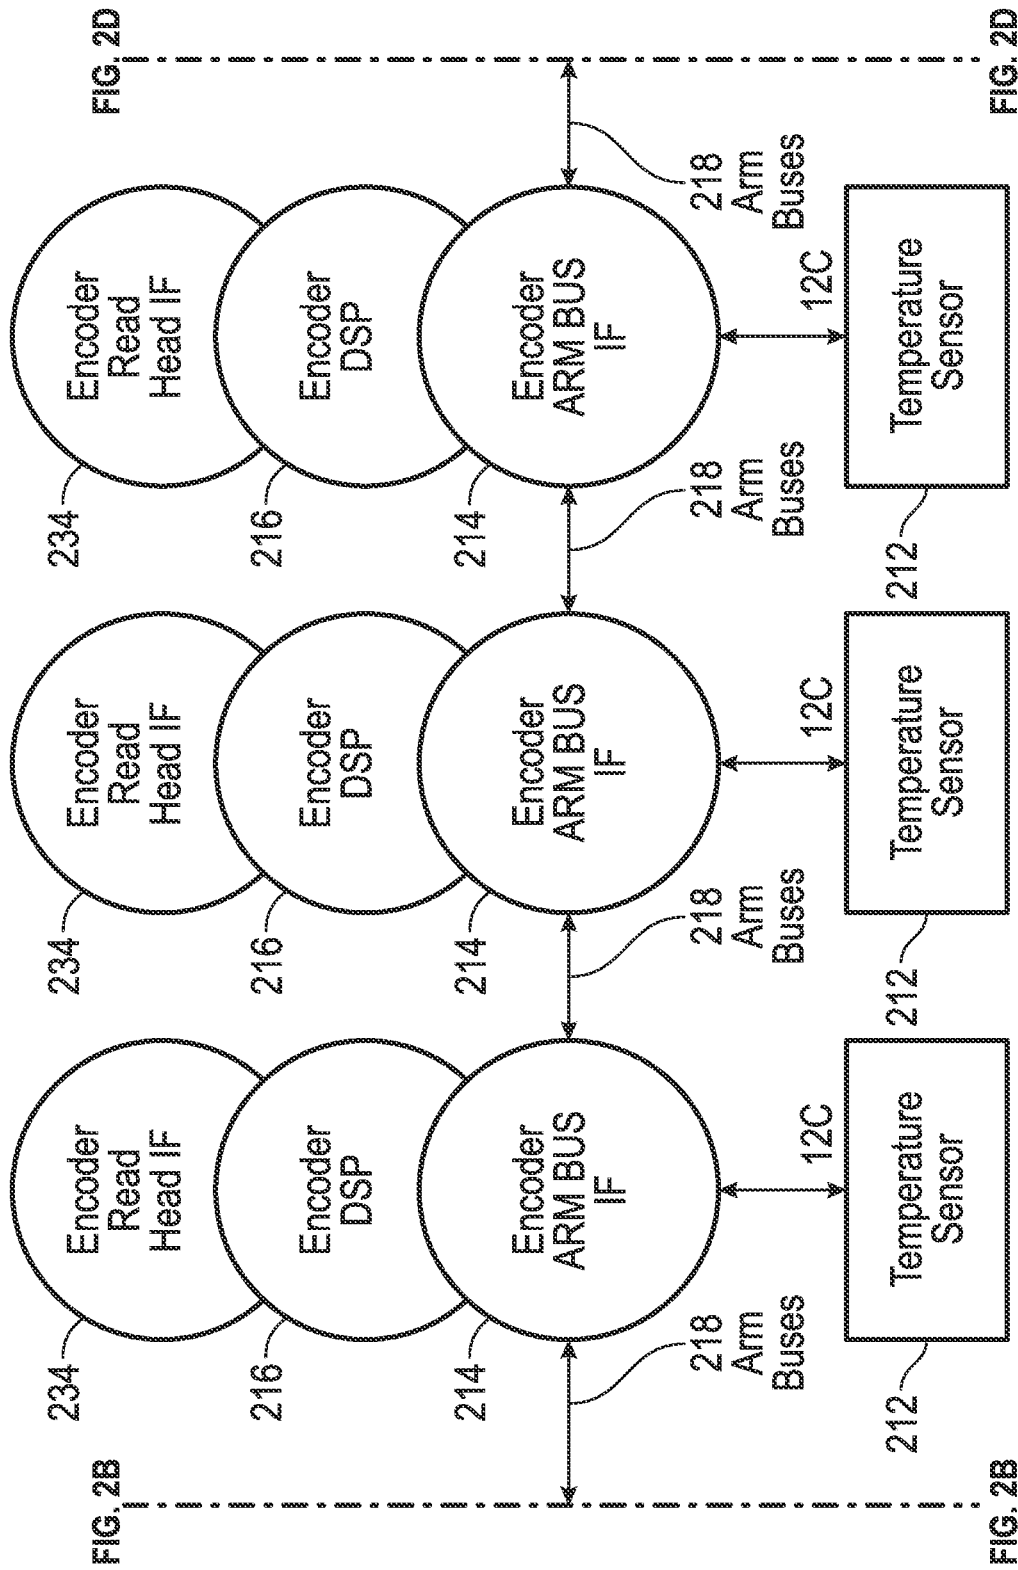 FIG. 2B
FIG. 2D
234
Encoder
Read
Head IF
234
Encoder
Read
Head IF
234
Encoder
Read
Head IF
216
Encoder
DSP
216
Encoder
DSP
216
Encoder
DSP
214
Encoder
ARM BUS
IF
214
Encoder
ARM BUS
IF
214
Encoder
ARM BUS
IF
218
Arm
Buses
218
Arm
Buses
218
Arm
Buses
218
Arm
Buses
12C
12C
12C
212
Temperature
Sensor
212
Temperature
Sensor
212
Temperature
Sensor
FIG. 2B
FIG. 2D